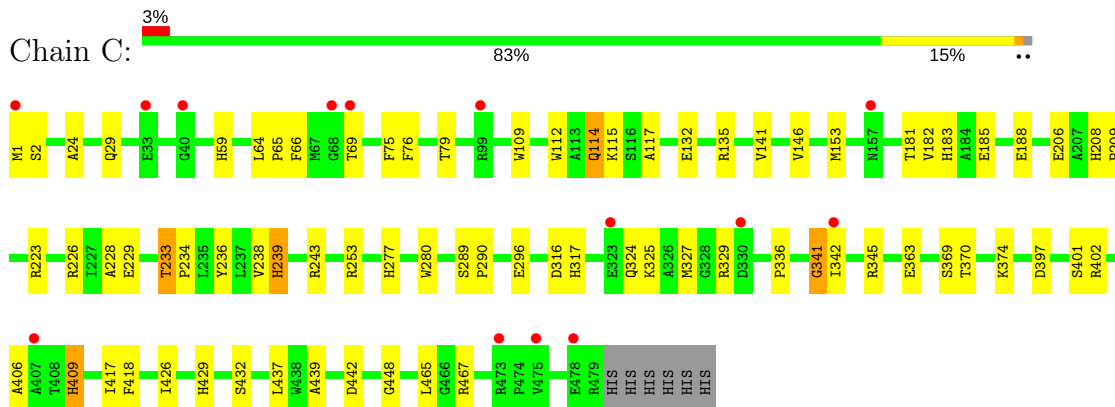 3%
Chain C:
83% 15% ••
M1 S2 A24 Q29 E33 G40 H59 L64 P65 F66 M67 G68 T69 F75 F76 T79 R99 W109 W112 A113 Q114 K115 S116 A117 E132 R135 V141 V146 M153 N157 T181 V182 H183 A184 E185 E188 E206 A207 H208
R223 R226 I227 A228 E229 T233 P234 L235 Y236 L237 V238 H239 R243 R253 H277 W280 S289 P290 E296 D316 H317 E323 Q324 K325 A326 M327 G328 R329 D330 P336 G341 I342 R345 E363 S369 T370 K374 D397 S401 R402
A406 A407 T408 H409 I417 F418 I426 H429 S432 L437 W438 A439 D442 G448 L465 G466 R467 R473 P474 V475 E478 R479 HIS HIS HIS HIS HIS HIS